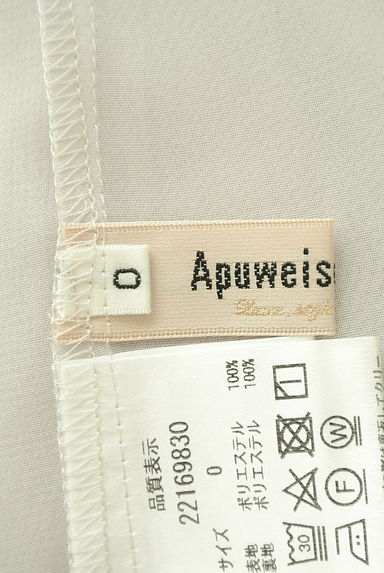 0
Apuweis
品質表示
22169830
サイズ 0
表地 ポリエステル 100%
裏地 ポリエステル 100%
30
W
F